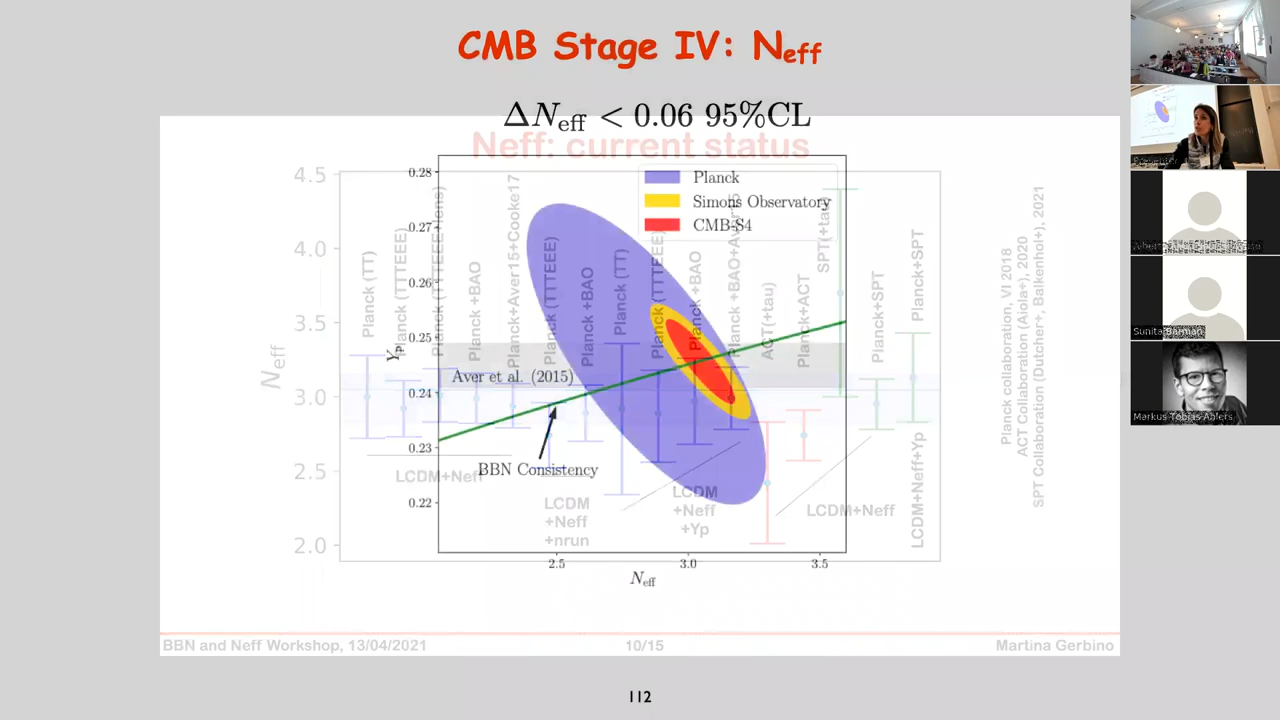 CMB Stage IV: Neff
ΔNeff < 0.06 95%CL
Neff: current status
Planck
Simons Observatory
CMB-S4
0.28
0.27
0.26
0.25
0.24
0.23
0.22
Yp
Aver et al. (2015)
BBN Consistency
2.5
3.0
3.5
Neff
4.5
4.0
3.5
3.0
2.5
2.0
Neff
Planck (TT)
Planck (TTTEEE)
Planck +BAO
Planck+Aver15+Cooke17
Planck (TTTEEE)
Planck +BAO
Planck (TT)
Planck (TTTEEE)
Planck +BAO
ACT(+tau)
Planck+ACT
SPT(+tau)
Planck+SPT
Planck+SPT
LCDM+Neff
LCDM
+Neff
+nrun
LCDM
+Neff
+Yp
LCDM+Neff
LCDM+Neff+Yp
Planck collaboration, VI 2018
ACT Collaboration (Aiola+), 2020
SPT Collaboration (Dutcher+, Balkenhol+), 2021
BBN and Neff Workshop, 13/04/2021
10/15
Martina Gerbino
112
Sunita Barman
Markus Tobias Ahlers